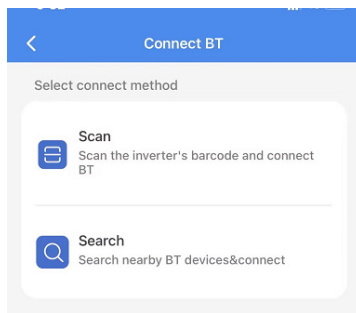 Connect BT
Select connect method
Scan
Scan the inverter's barcode and connect
BT
Search
Search nearby BT devices&connect